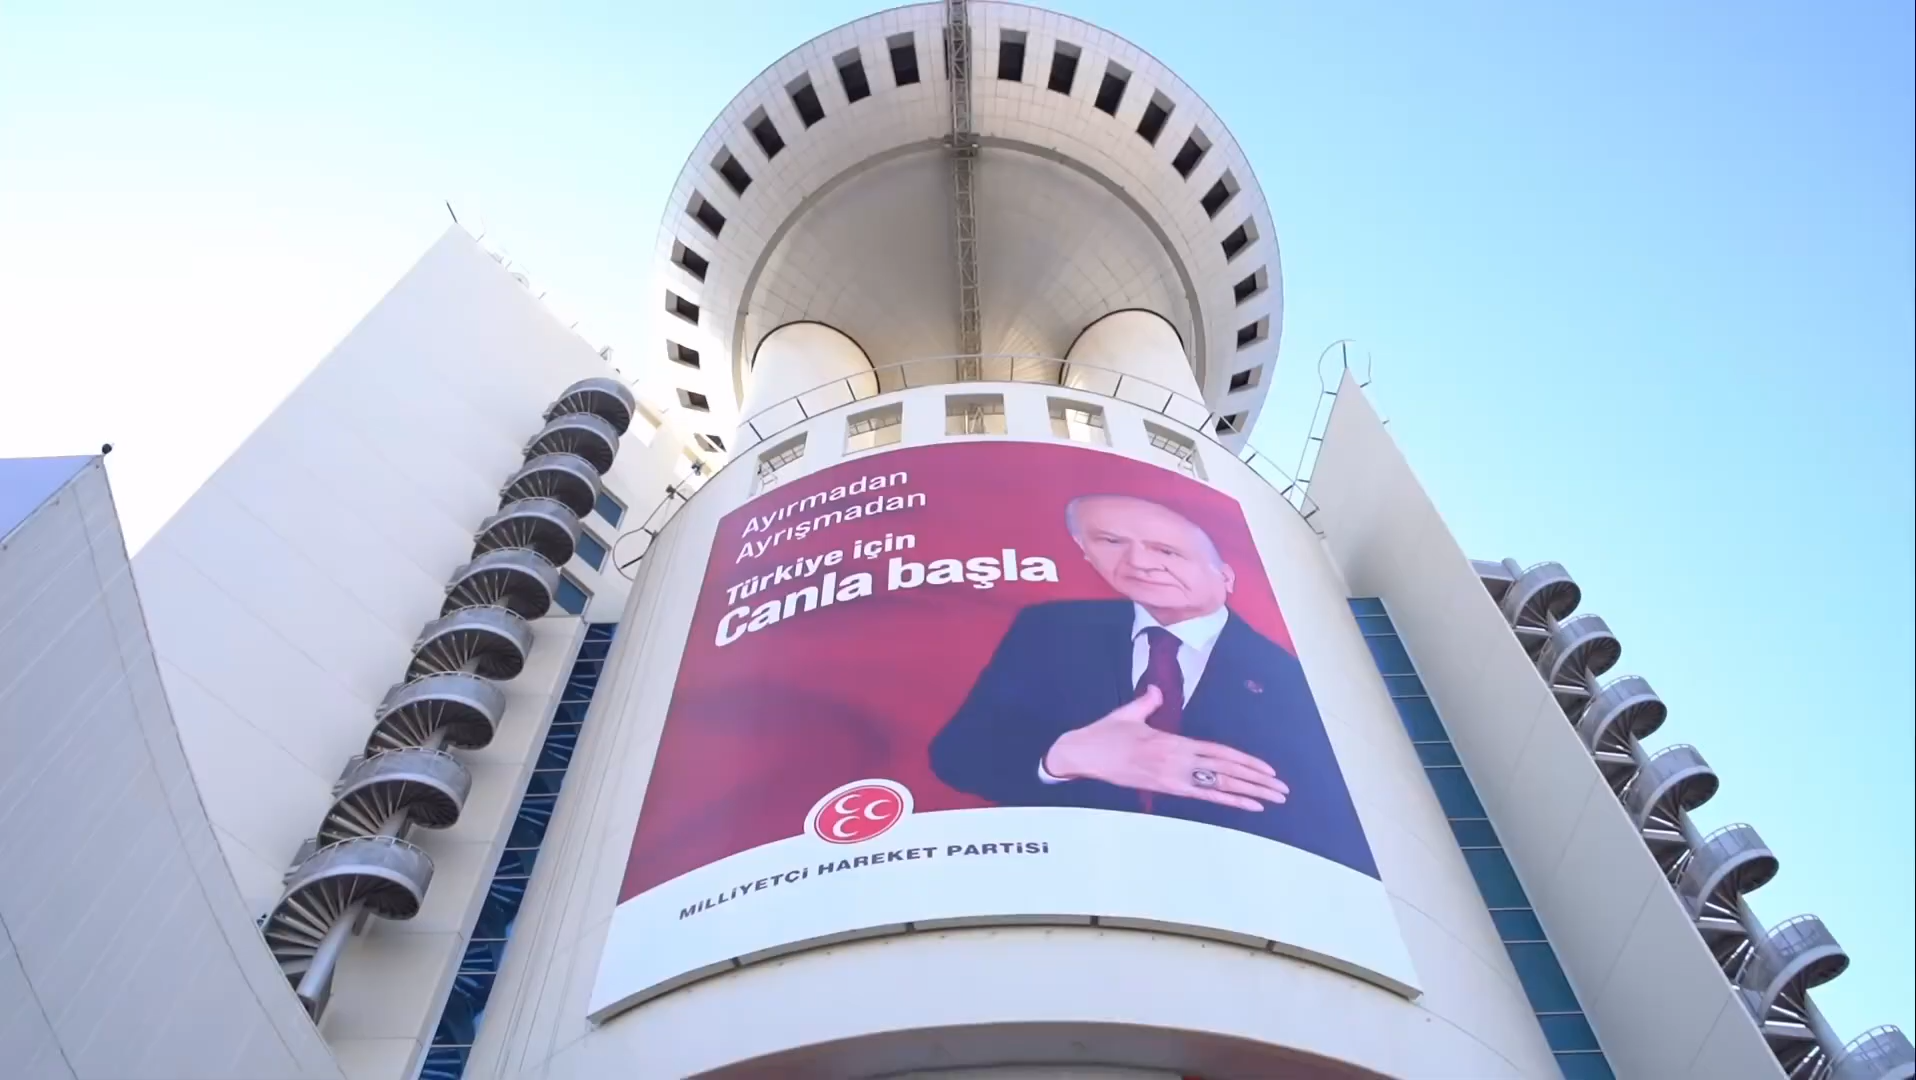 Ayırmadan
Ayrışmadan
Türkiye için
Canla başla
MİLLİYETÇİ HAREKET PARTİSİ